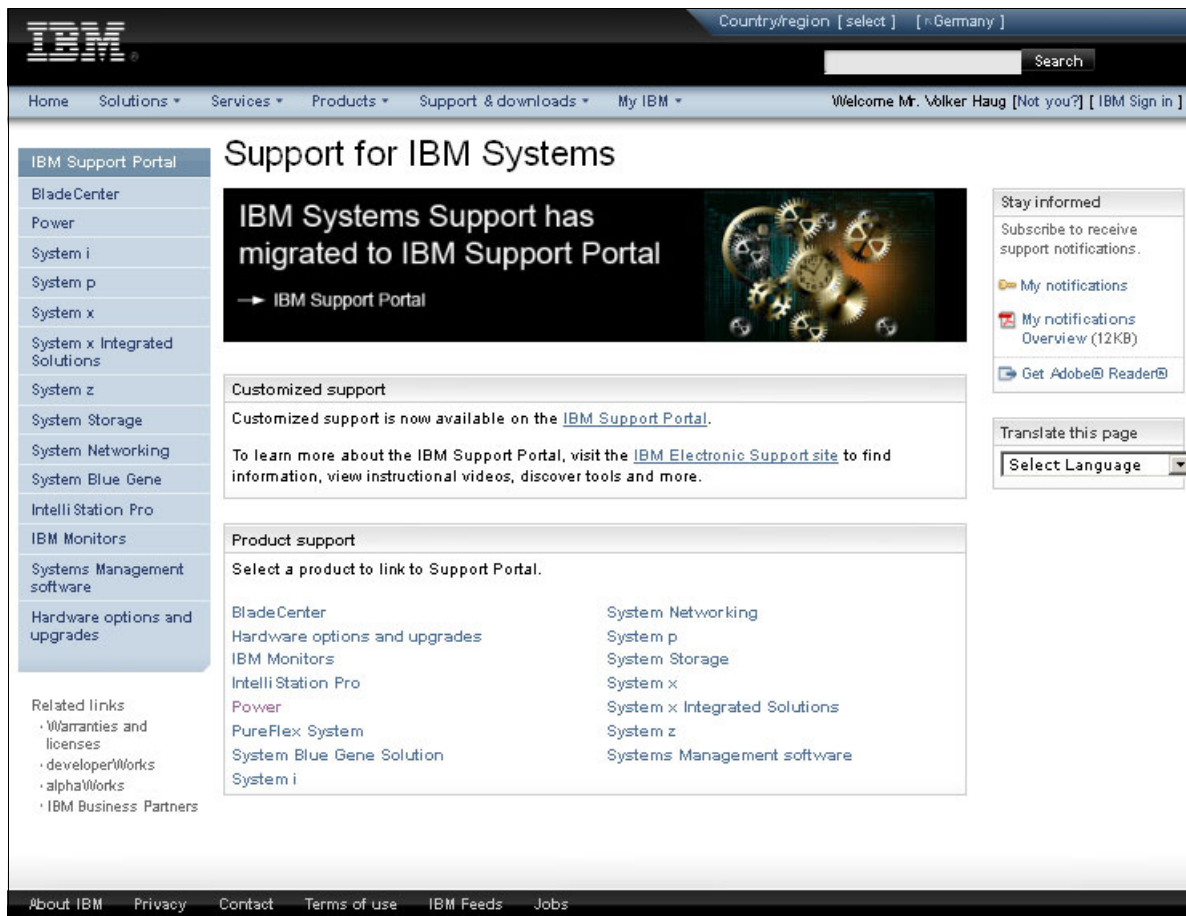 Country/region [ select ] [ Germany ]
IBM®
Search
Home Solutions Services Products Support & downloads My IBM Welcome Mr. Volker Haug [Not you?] [ IBM Sign in ]
IBM Support Portal
BladeCenter
Power
System i
System p
System x
System x Integrated
Solutions
System z
System Storage
System Networking
System Blue Gene
IntelliStation Pro
IBM Monitors
Systems Management
software
Hardware options and
upgrades
Related links
· Warranties and
licenses
· developerWorks
· alphaWorks
· IBM Business Partners
Support for IBM Systems
IBM Systems Support has
migrated to IBM Support Portal
→ IBM Support Portal
Customized support
Customized support is now available on the IBM Support Portal.
To learn more about the IBM Support Portal, visit the IBM Electronic Support site to find
information, view instructional videos, discover tools and more.
Product support
Select a product to link to Support Portal.
BladeCenter
Hardware options and upgrades
IBM Monitors
IntelliStation Pro
Power
PureFlex System
System Blue Gene Solution
System i
System Networking
System p
System Storage
System x
System x Integrated Solutions
System z
Systems Management software
Stay informed
Subscribe to receive
support notifications.
My notifications
My notifications
Overview (12KB)
Get Adobe® Reader®
Translate this page
Select Language
About IBM Privacy Contact Terms of use IBM Feeds Jobs